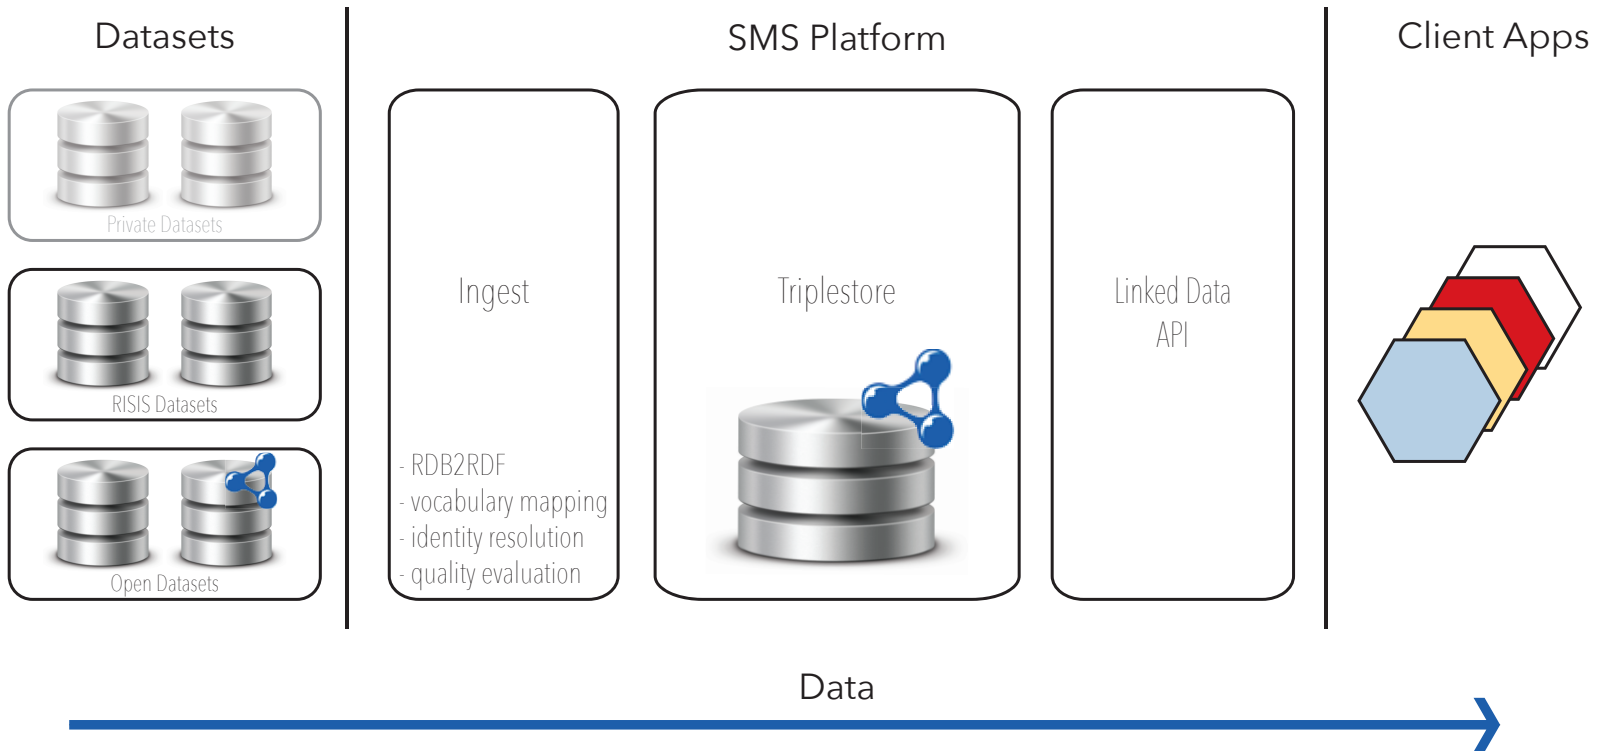 Datasets
SMS Platform
Client Apps
Private Datasets
RISIS Datasets
Open Datasets
Ingest
- RDB2RDF
- vocabulary mapping
- identity resolution
- quality evaluation
Triplestore
Linked Data
API
Data